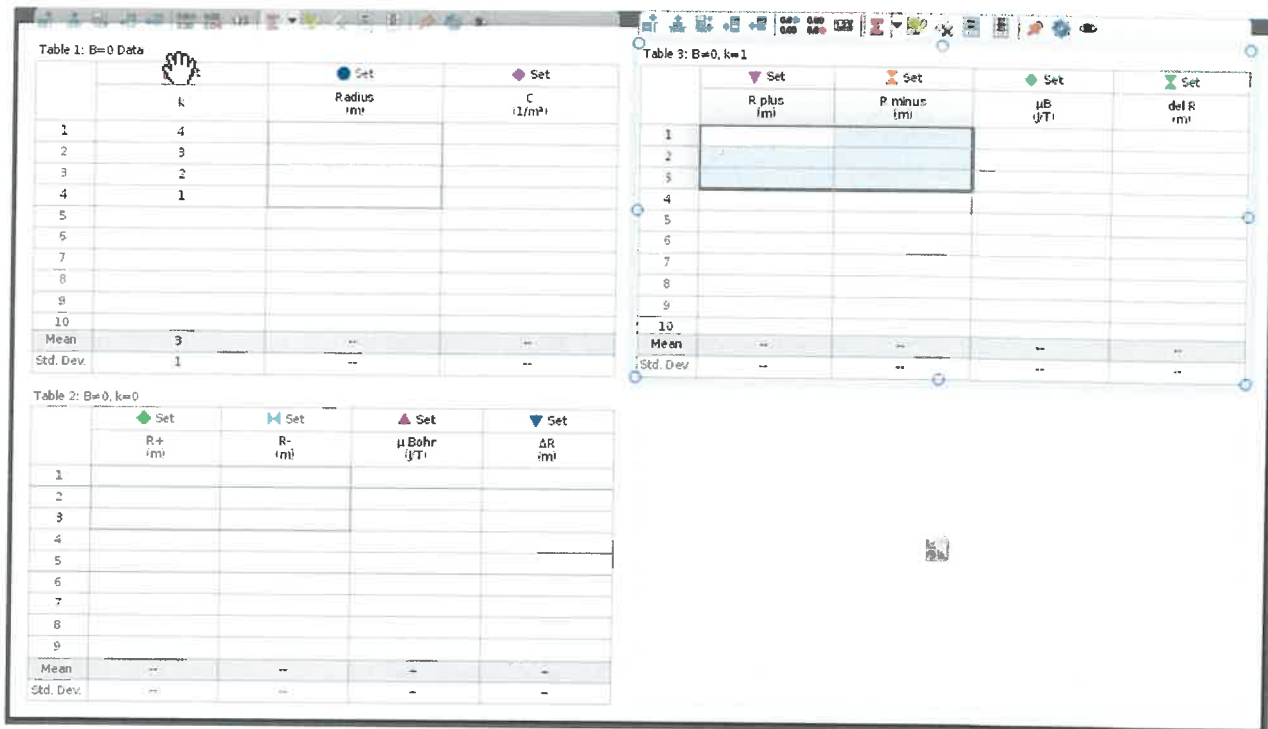 Table 1: B=0 Data
Set
Set
k
Radius
(m)
C
(1/m²)
1 4
2 3
3 2
4 1
5
6
7
8
9
10
Mean 3 -- --
Std. Dev. 1 -- --
Table 2: B≠0, k=0
Set Set Set Set
R+
(m)
R-
(m)
μ Bohr
(J/T)
ΔR
(m)
1
2
3
4
5
6
7
8
9
Mean -- -- -- --
Std. Dev. -- -- -- --
Table 3: B≠0, k=1
Set Set Set Set
R plus
(m)
R minus
(m)
μB
(J/T)
del R
(m)
1
2
3
4
5
6
7
8
9
10
Mean -- -- -- --
Std. Dev -- -- -- --